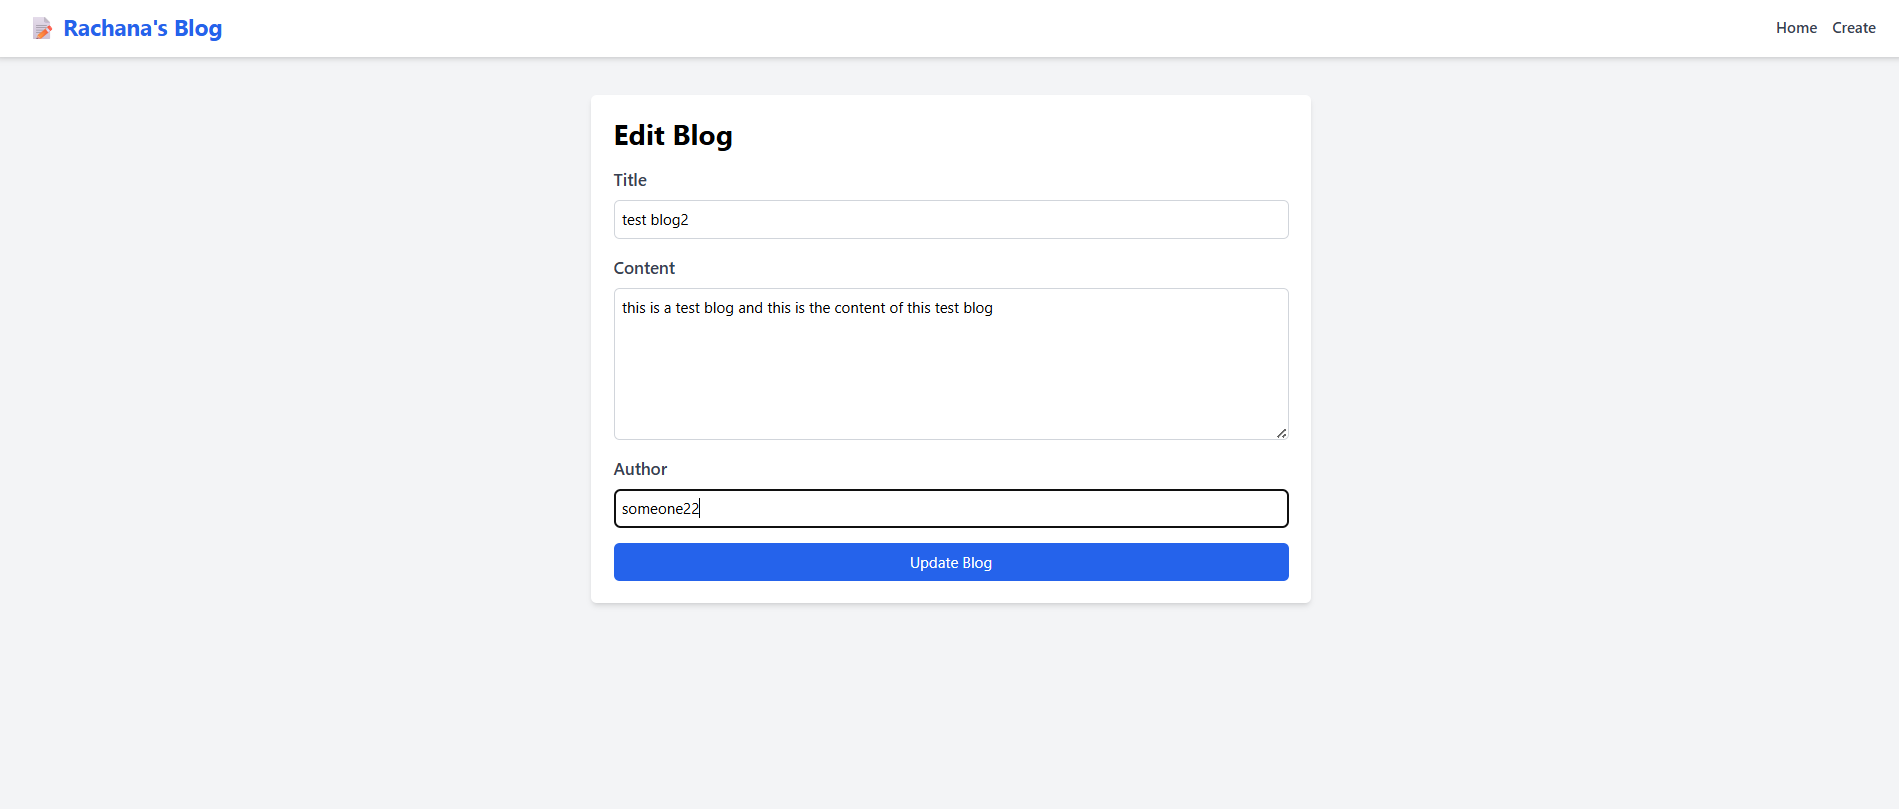 Rachana's Blog
Home
Create
Edit Blog
Title
test blog2
Content
this is a test blog and this is the content of this test blog
Author
someone22
Update Blog